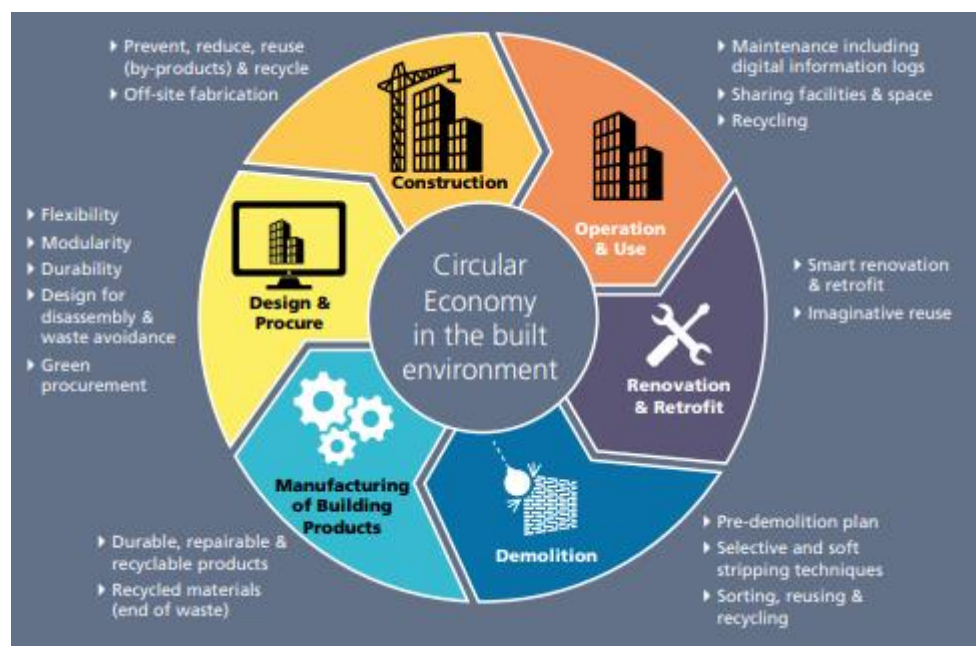 Circular
Economy
in the built
environment
Construction
Prevent, reduce, reuse
(by-products) & recycle
Off-site fabrication
Operation
& Use
Maintenance including
digital information logs
Sharing facilities & space
Recycling
Renovation
& Retrofit
Smart renovation
& retrofit
Imaginative reuse
Demolition
Pre-demolition plan
Selective and soft
stripping techniques
Sorting, reusing &
recycling
Manufacturing
of Building
Products
Durable, repairable &
recyclable products
Recycled materials
(end of waste)
Design &
Procure
Flexibility
Modularity
Durability
Design for
disassembly &
waste avoidance
Green
procurement